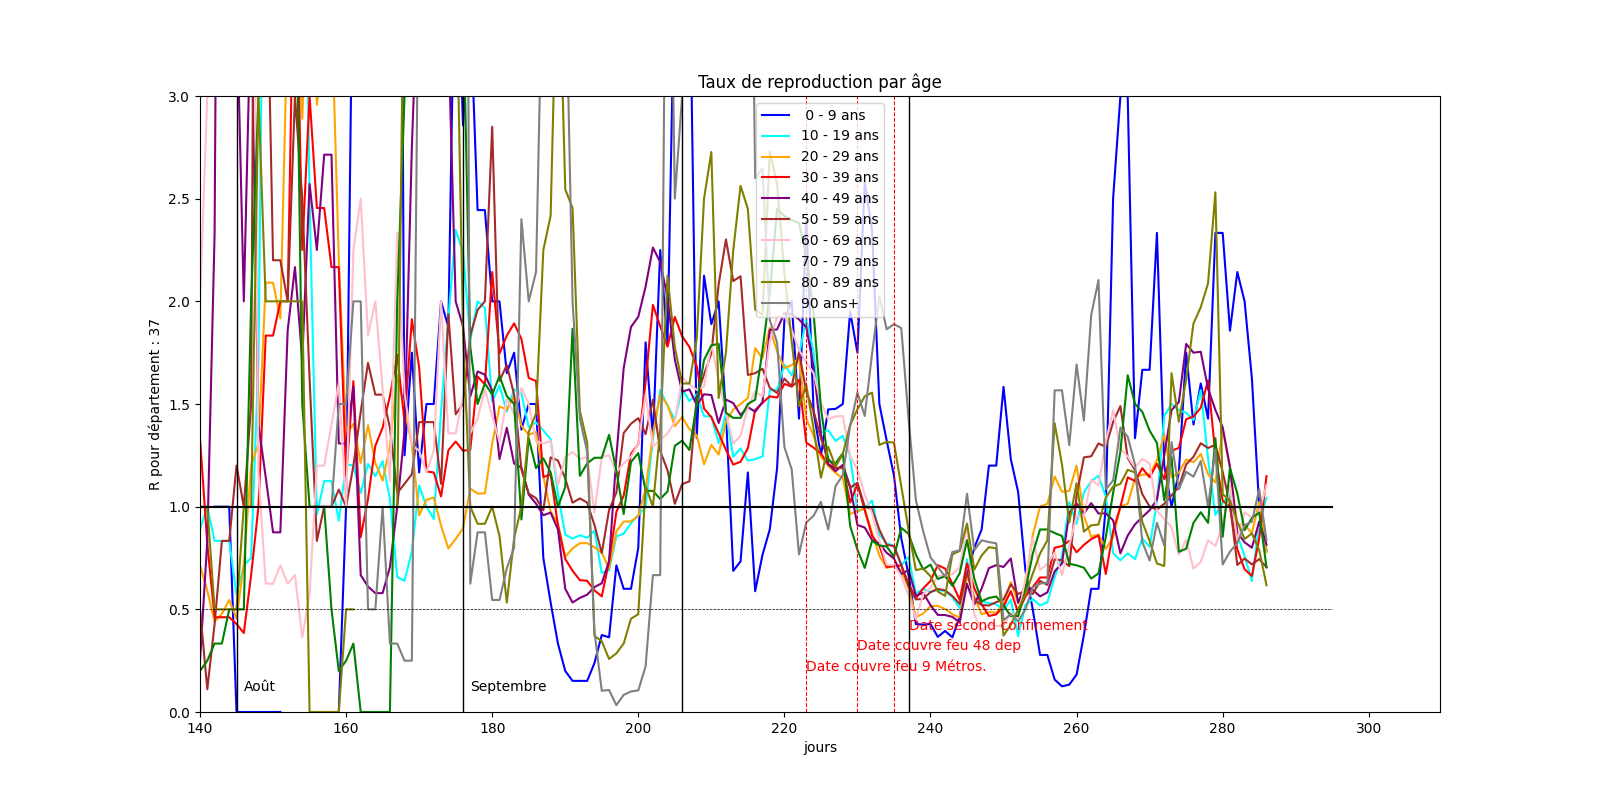 Taux de reproduction par âge
R pour département : 37
3.0
2.5
2.0
1.5
1.0
0.5
0.0
0 - 9 ans
10 - 19 ans
20 - 29 ans
30 - 39 ans
40 - 49 ans
50 - 59 ans
60 - 69 ans
70 - 79 ans
80 - 89 ans
90 ans+
Date second confinement
Date couvre feu 48 dep
Date couvre feu 9 Métros.
Août
Septembre
140
160
180
200
220
240
260
280
300
jours